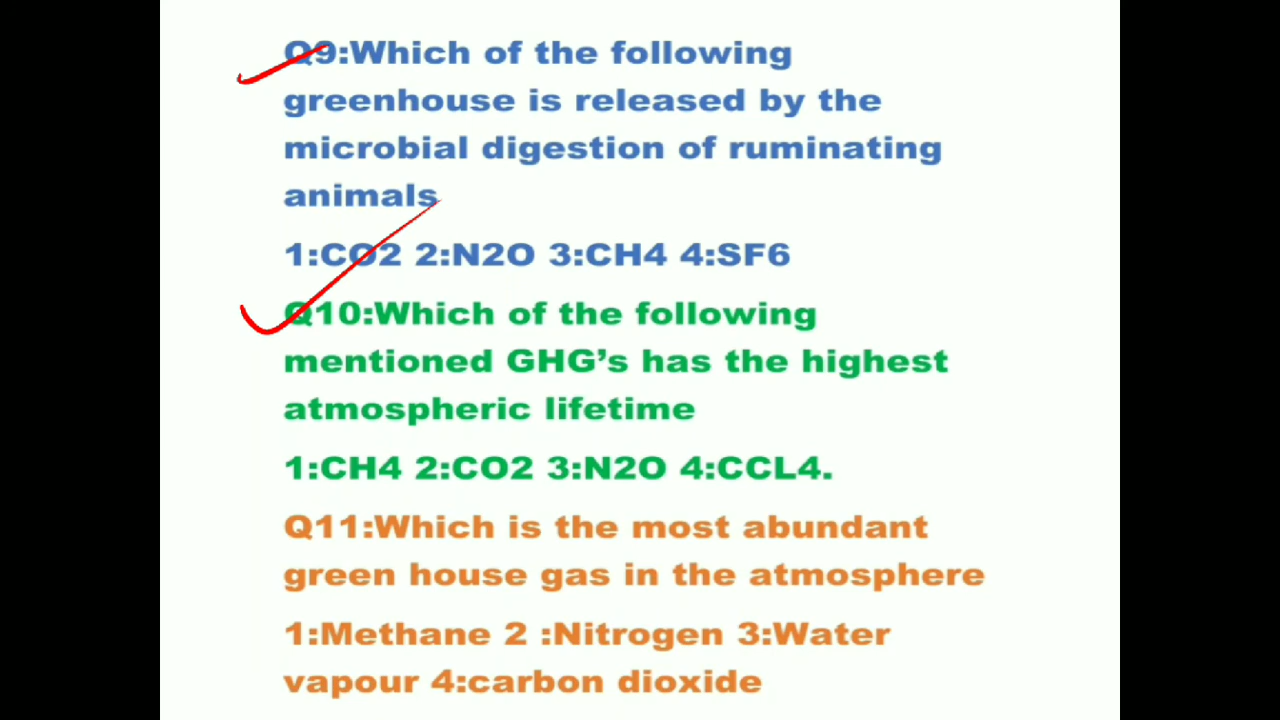 Q9:Which of the following
greenhouse is released by the
microbial digestion of ruminating
animals
1:CO2 2:N2O 3:CH4 4:SF6
Q10:Which of the following
mentioned GHG’s has the highest
atmospheric lifetime
1:CH4 2:CO2 3:N2O 4:CCL4.
Q11:Which is the most abundant
green house gas in the atmosphere
1:Methane 2 :Nitrogen 3:Water
vapour 4:carbon dioxide